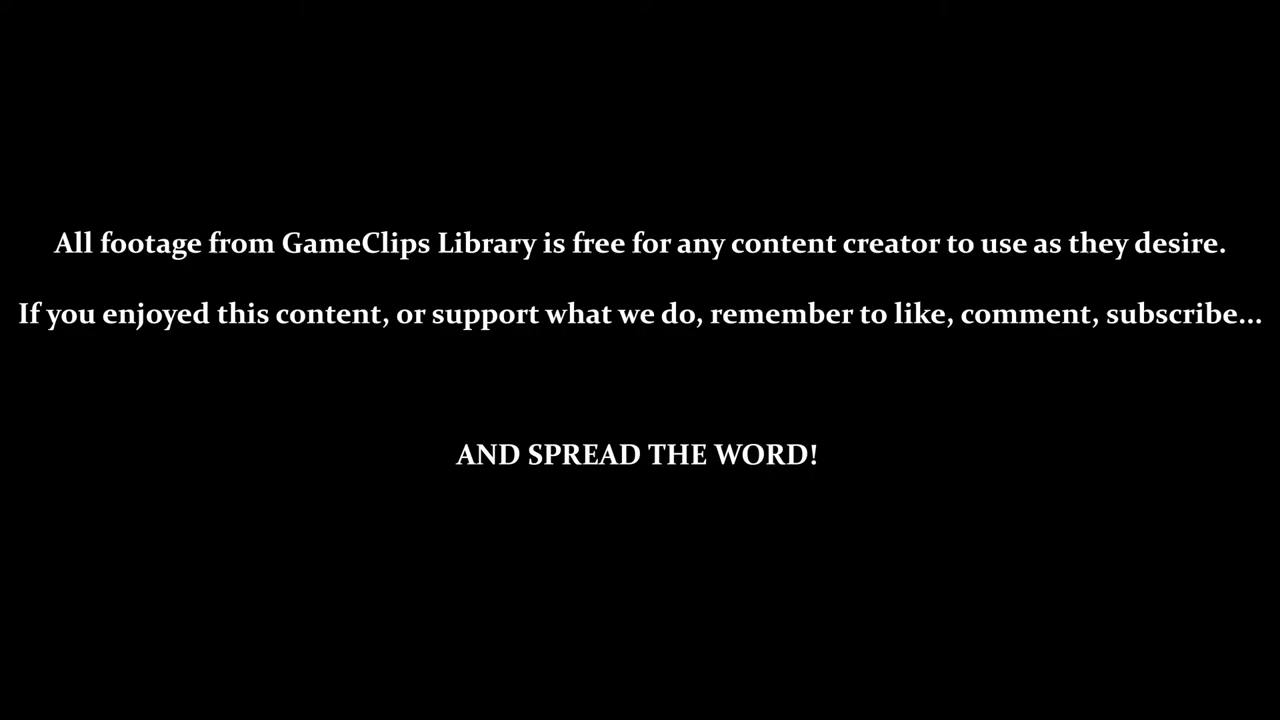 All footage from GameClips Library is free for any content creator to use as they desire.
If you enjoyed this content, or support what we do, remember to like, comment, subscribe...
AND SPREAD THE WORD!